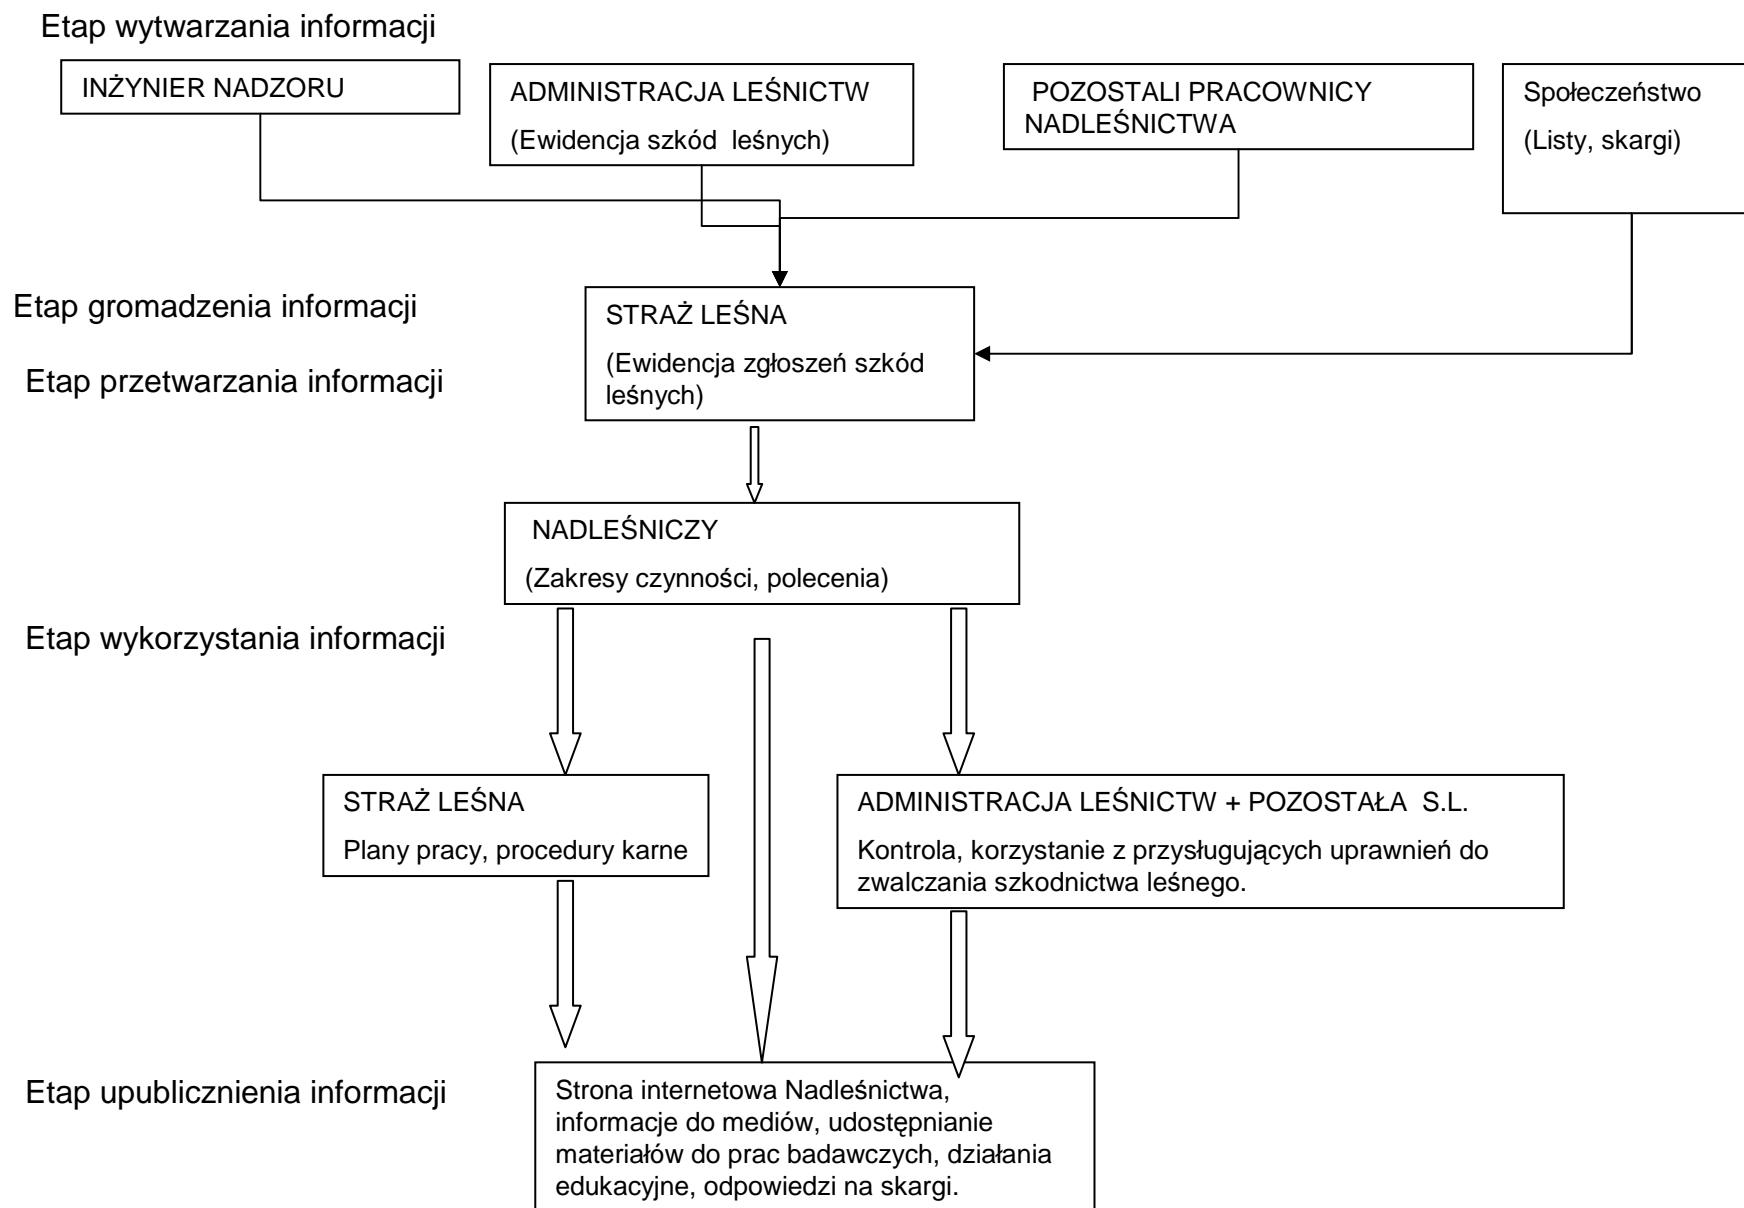 Etap wytwarzania informacji
INŻYNIER NADZORU
ADMINISTRACJA LEŚNICTW
(Ewidencja szkód leśnych)
POZOSTALI PRACOWNICY
NADLEŚNICTWA
Społeczeństwo
(Listy, skargi)
Etap gromadzenia informacji
STRAŻ LEŚNA
(Ewidencja zgłoszeń szkód
leśnych)
Etap przetwarzania informacji
NADLEŚNICZY
(Zakresy czynności, polecenia)
Etap wykorzystania informacji
STRAŻ LEŚNA
Plany pracy, procedury karne
ADMINISTRACJA LEŚNICTW + POZOSTAŁA S.L.
Kontrola, korzystanie z przysługujących uprawnień do
zwalczania szkodnictwa leśnego.
Etap upublicznienia informacji
Strona internetowa Nadleśnictwa,
informacje do mediów, udostępnianie
materiałów do prac badawczych, działania
edukacyjne, odpowiedzi na skargi.